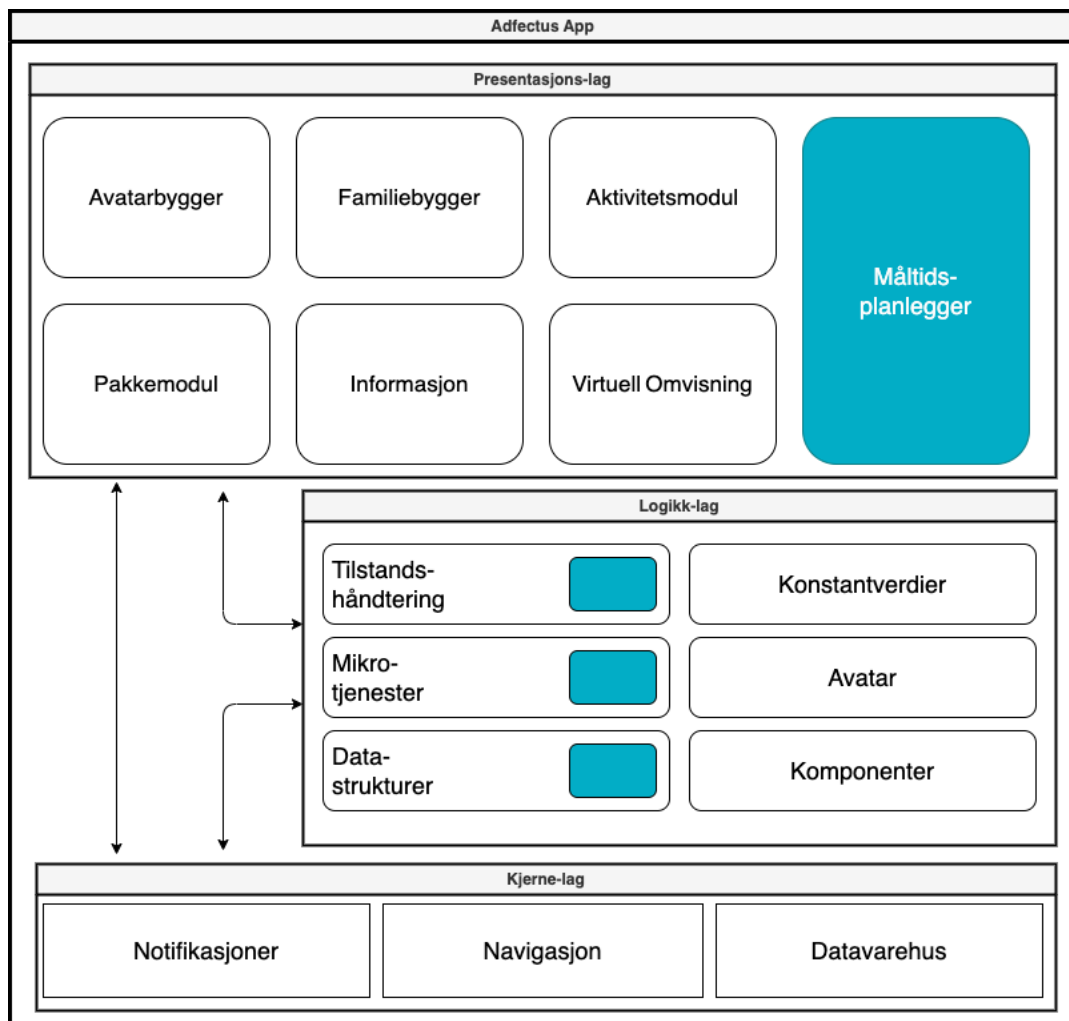 Adfectus App
Presentasjons-lag
Avatarbygger
Familiebygger
Aktivitetsmodul
Måltids-
planlegger
Pakkemodul
Informasjon
Virtuell Omvisning
Logikk-lag
Tilstands-
håndtering
Konstantverdier
Mikro-
tjenester
Avatar
Data-
strukturer
Komponenter
Kjerne-lag
Notifikasjoner
Navigasjon
Datavarehus